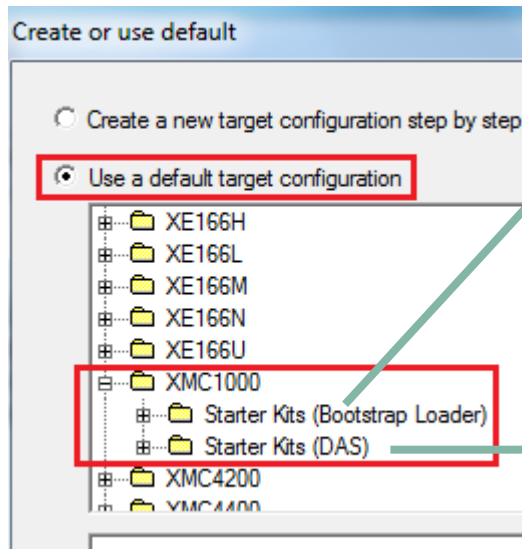 Create or use default
Create a new target configuration step by step
Use a default target configuration
XE166H
XE166L
XE166M
XE166N
XE166U
XMC1000
Starter Kits (Bootstrap Loader)
Starter Kits (DAS)
XMC4200
XMC4400